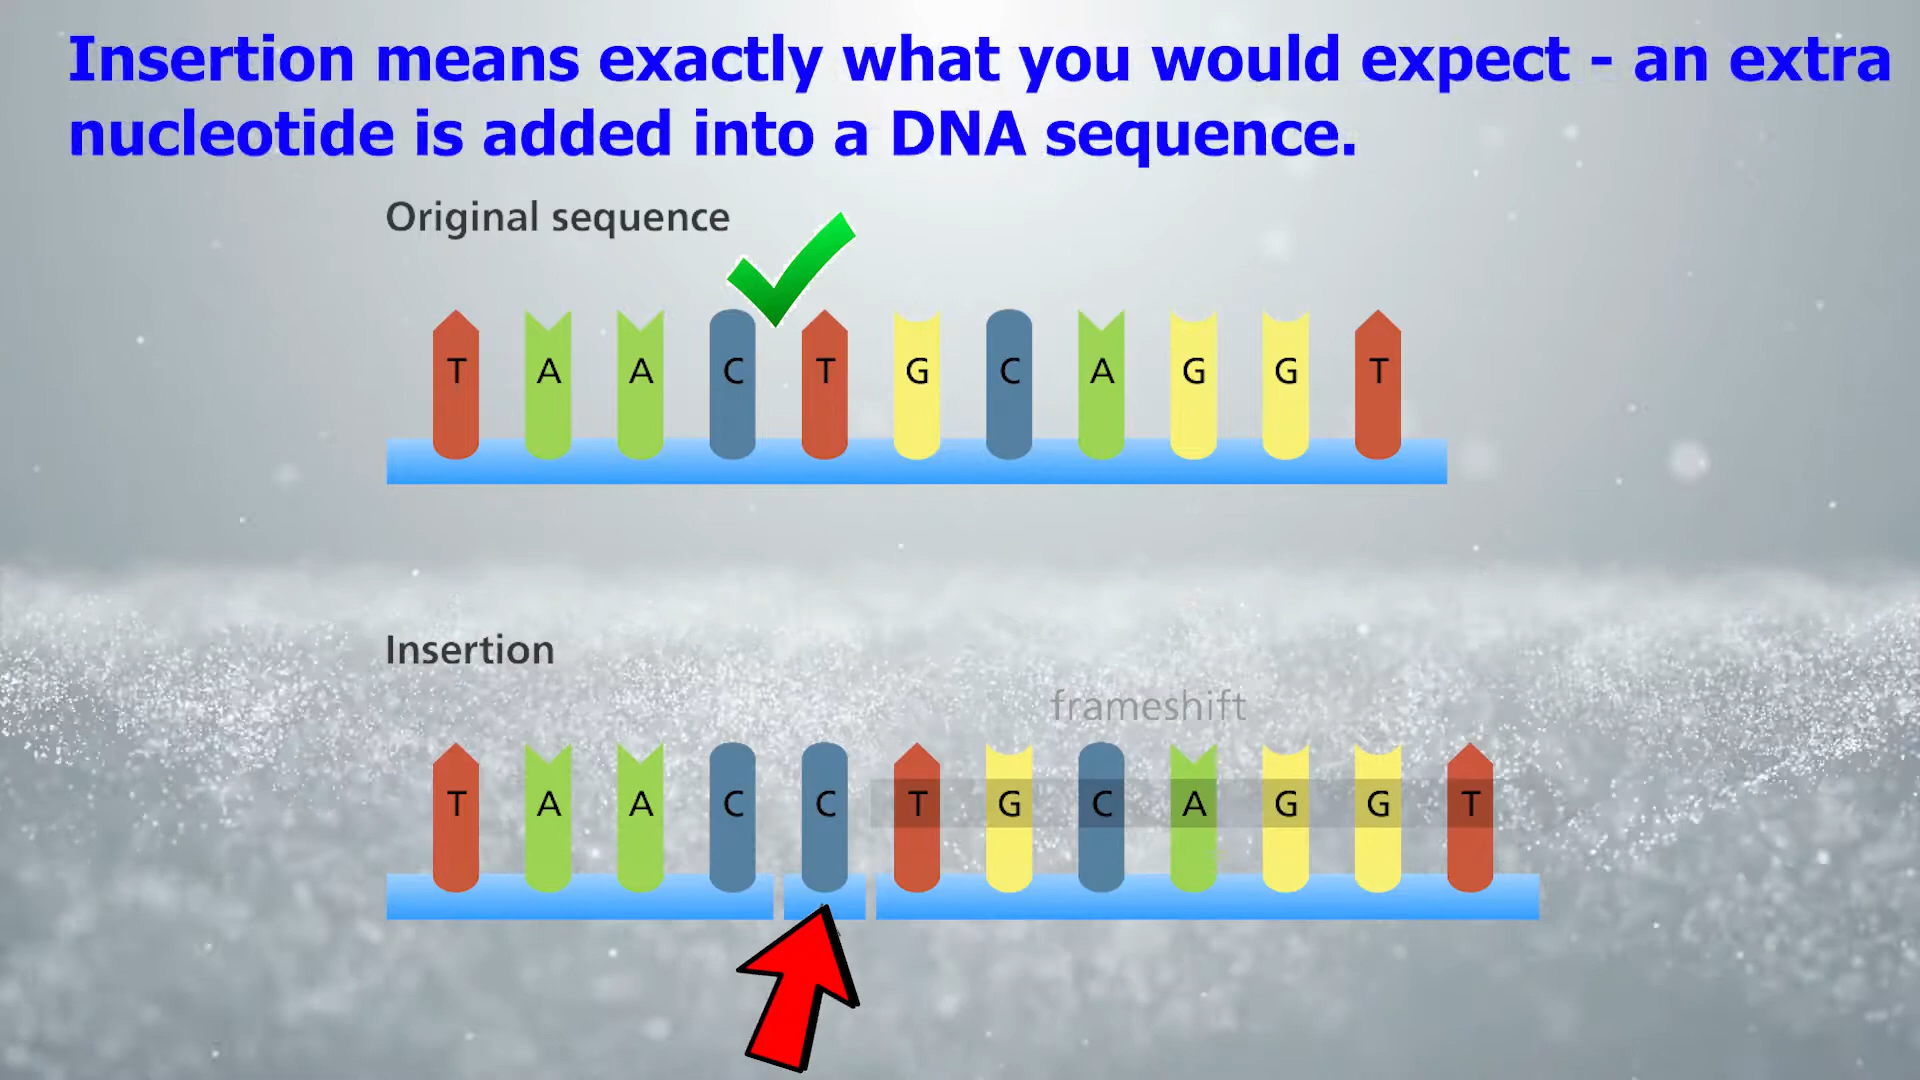 Insertion means exactly what you would expect - an extra
nucleotide is added into a DNA sequence.
Original sequence
T A A C T G C A G G T
Insertion
frameshift
T A A C C T G C A G G T